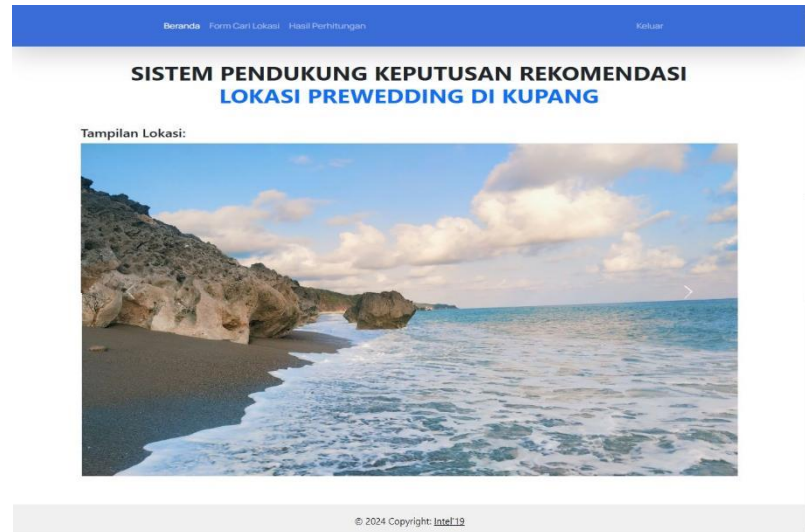 Beranda Form Cari Lokasi Hasil Perhitungan Keluar
SISTEM PENDUKUNG KEPUTUSAN REKOMENDASI
LOKASI PREWEDDING DI KUPANG
Tampilan Lokasi:
© 2024 Copyright: Intel'19